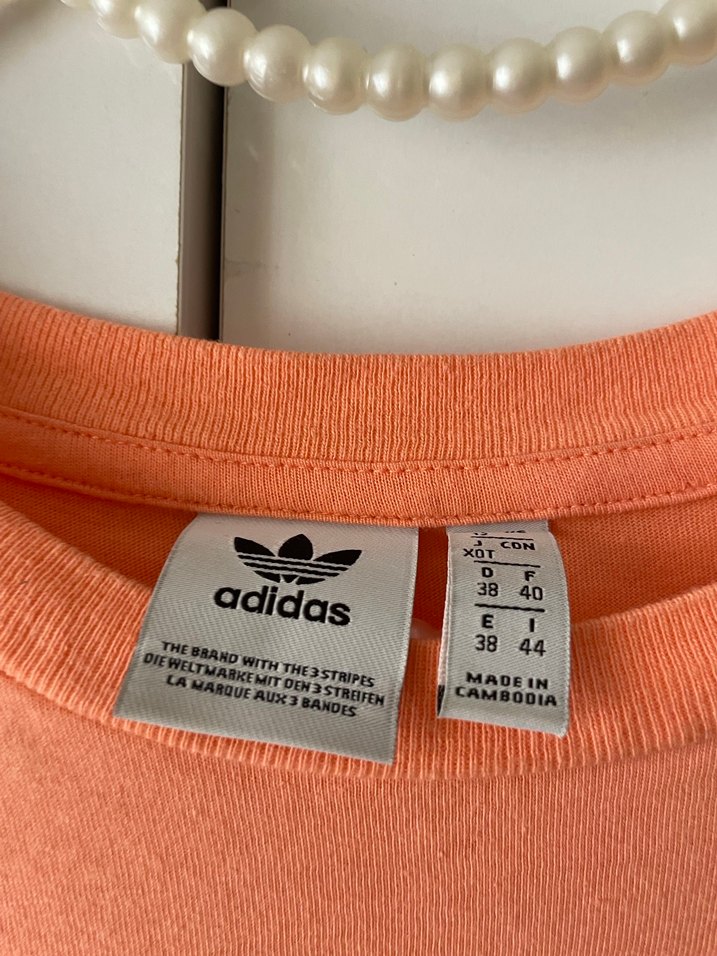 adidas
THE BRAND WITH THE 3 STRIPES
DIE WELTMARKE MIT DEN 3 STREIFEN
LA MARQUE AUX 3 BANDES
J CDN
XOT
D F
38 40
E I
38 44
MADE IN
CAMBODIA